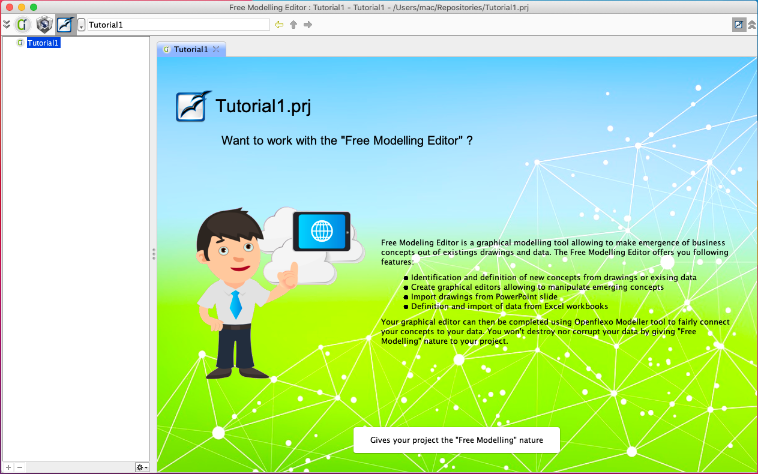 Free Modelling Editor : Tutorial1 - Tutorial1 - /Users/mac/Repositories/Tutorial1.prj
Tutorial1
Tutorial1
Tutorial1
Tutorial1.prj
Want to work with the "Free Modelling Editor" ?
Free Modeling Editor is a graphical modelling tool allowing to make emergence of business
concepts out of existings drawings and data. The Free Modelling Editor offers you following
features:
Identification and definition of new concepts from drawings or exising data
Create graphical editors allowing to manipulate emerging concepts
Import drawings from PowerPoint slide
Definition and import of data from Excel workbooks
Your graphical editor can then be completed using Openflexo Modeller tool to fairly connect
your concepts to your data. You won't destroy nor corrupt your data by giving "Free
Modelling" nature to your project.
Gives your project the "Free Modelling" nature